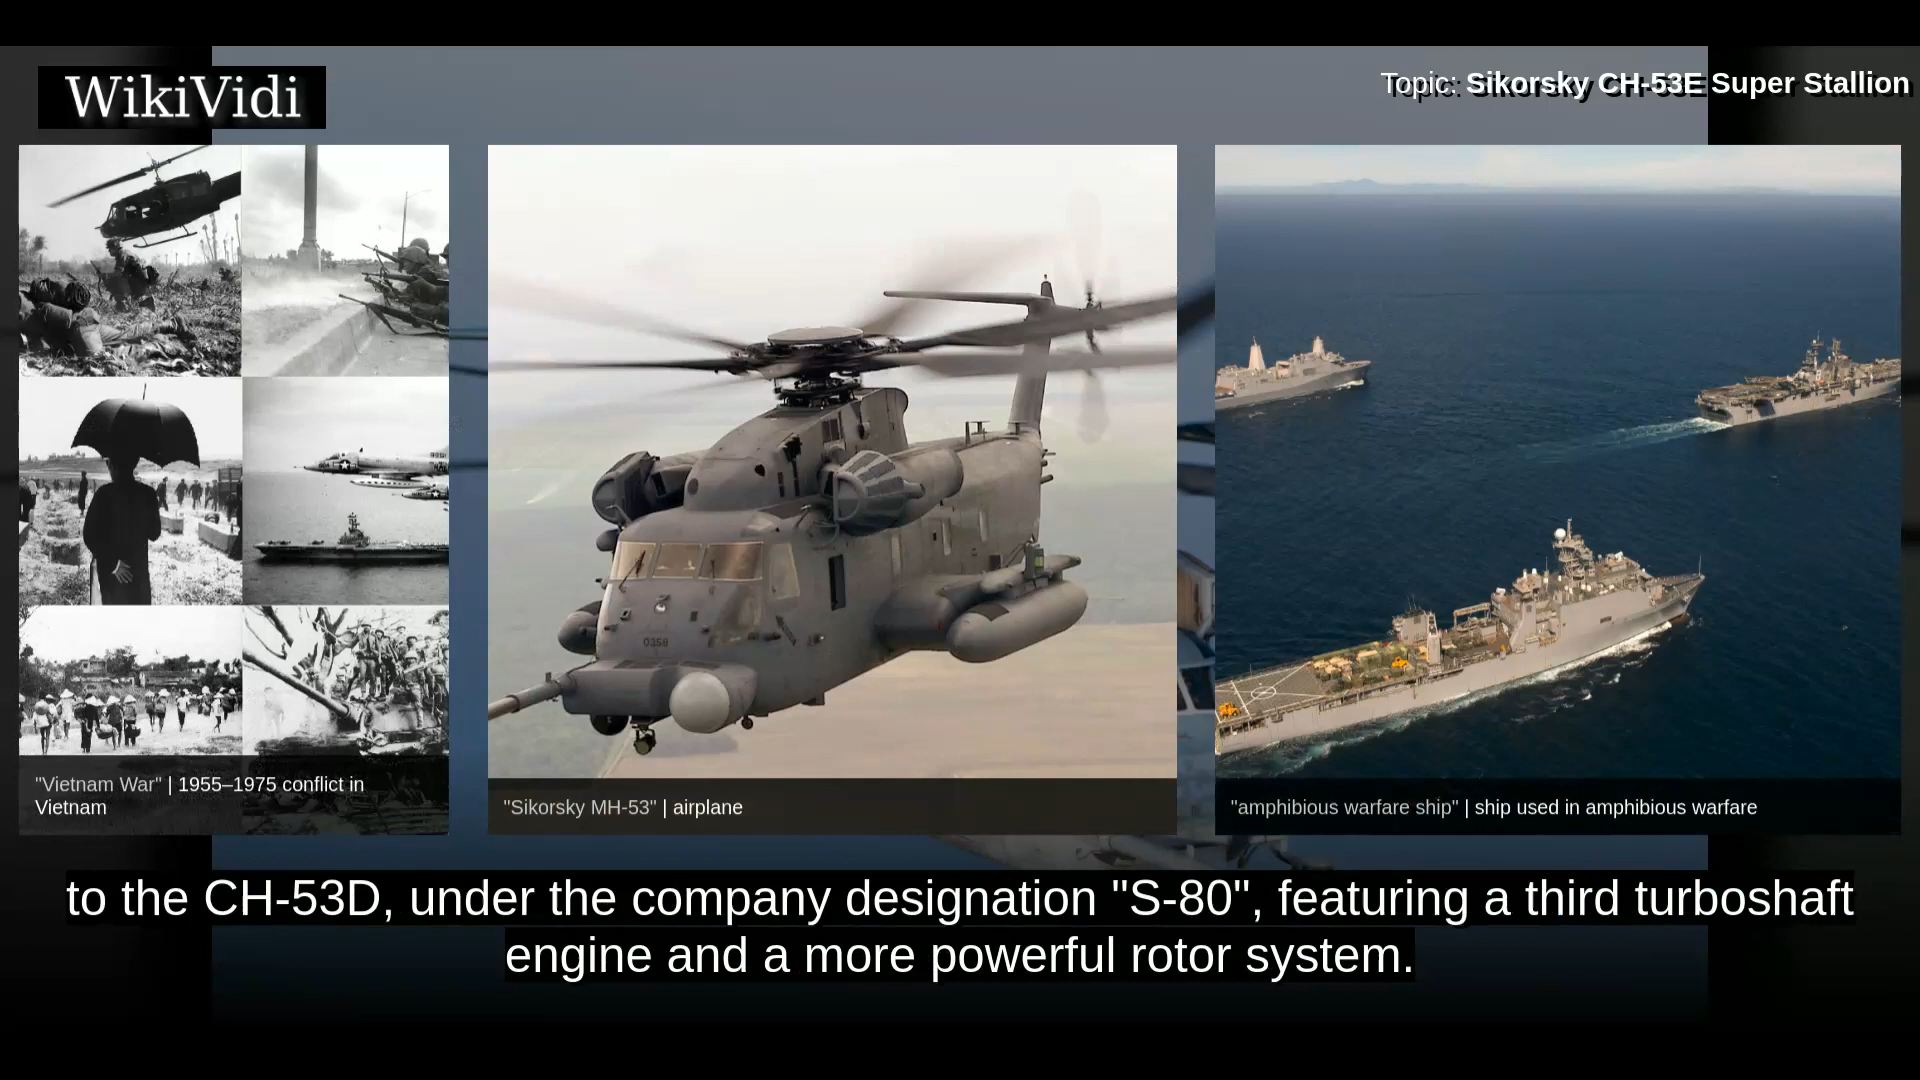 WikiVidi
Topic: Sikorsky CH-53E Super Stallion
"Vietnam War" | 1955–1975 conflict in
Vietnam
0358
"Sikorsky MH-53" | airplane
"amphibious warfare ship" | ship used in amphibious warfare
to the CH-53D, under the company designation "S-80", featuring a third turboshaft
engine and a more powerful rotor system.